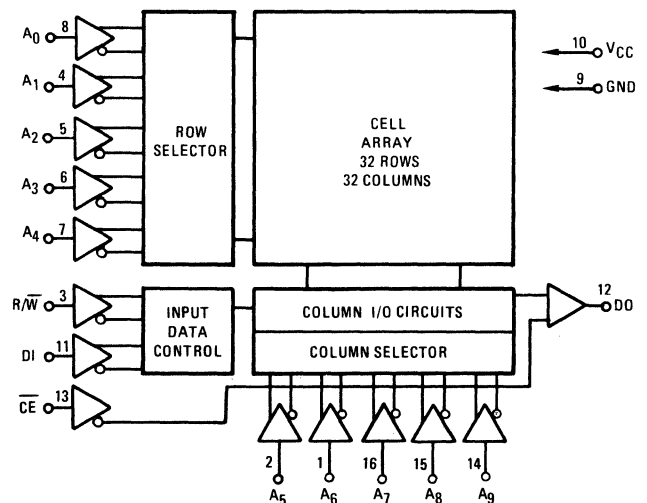 A0 8
A1 4
A2 5
A3 6
A4 7
ROW
SELECTOR
CELL
ARRAY
32 ROWS
32 COLUMNS
10 VCC
9 GND
R/W̅ 3
DI 11
C̅E̅ 13
INPUT
DATA
CONTROL
COLUMN I/O CIRCUITS
COLUMN SELECTOR
12
DO
2 1 16 15 14
A5 A6 A7 A8 A9